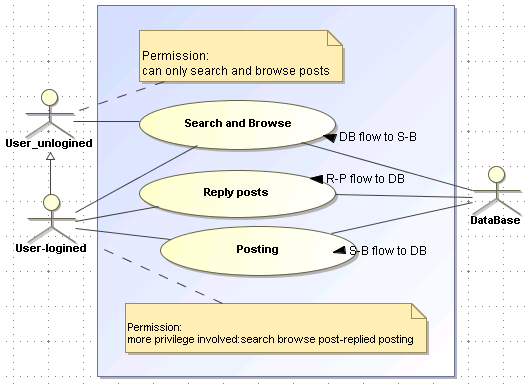 Permission:
can only search and browse posts
User_unlogined
Search and Browse
DB flow to S-B
R-P flow to DB
Reply posts
User-logined
DataBase
Posting
S-B flow to DB
Permission:
more privilege involved:search browse post-replied posting